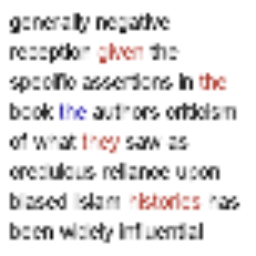 generally negative
reception given the
specific assertions in the
book the authors criticism
of what they saw as
credulous reliance upon
biased Islam histories has
been widely influential